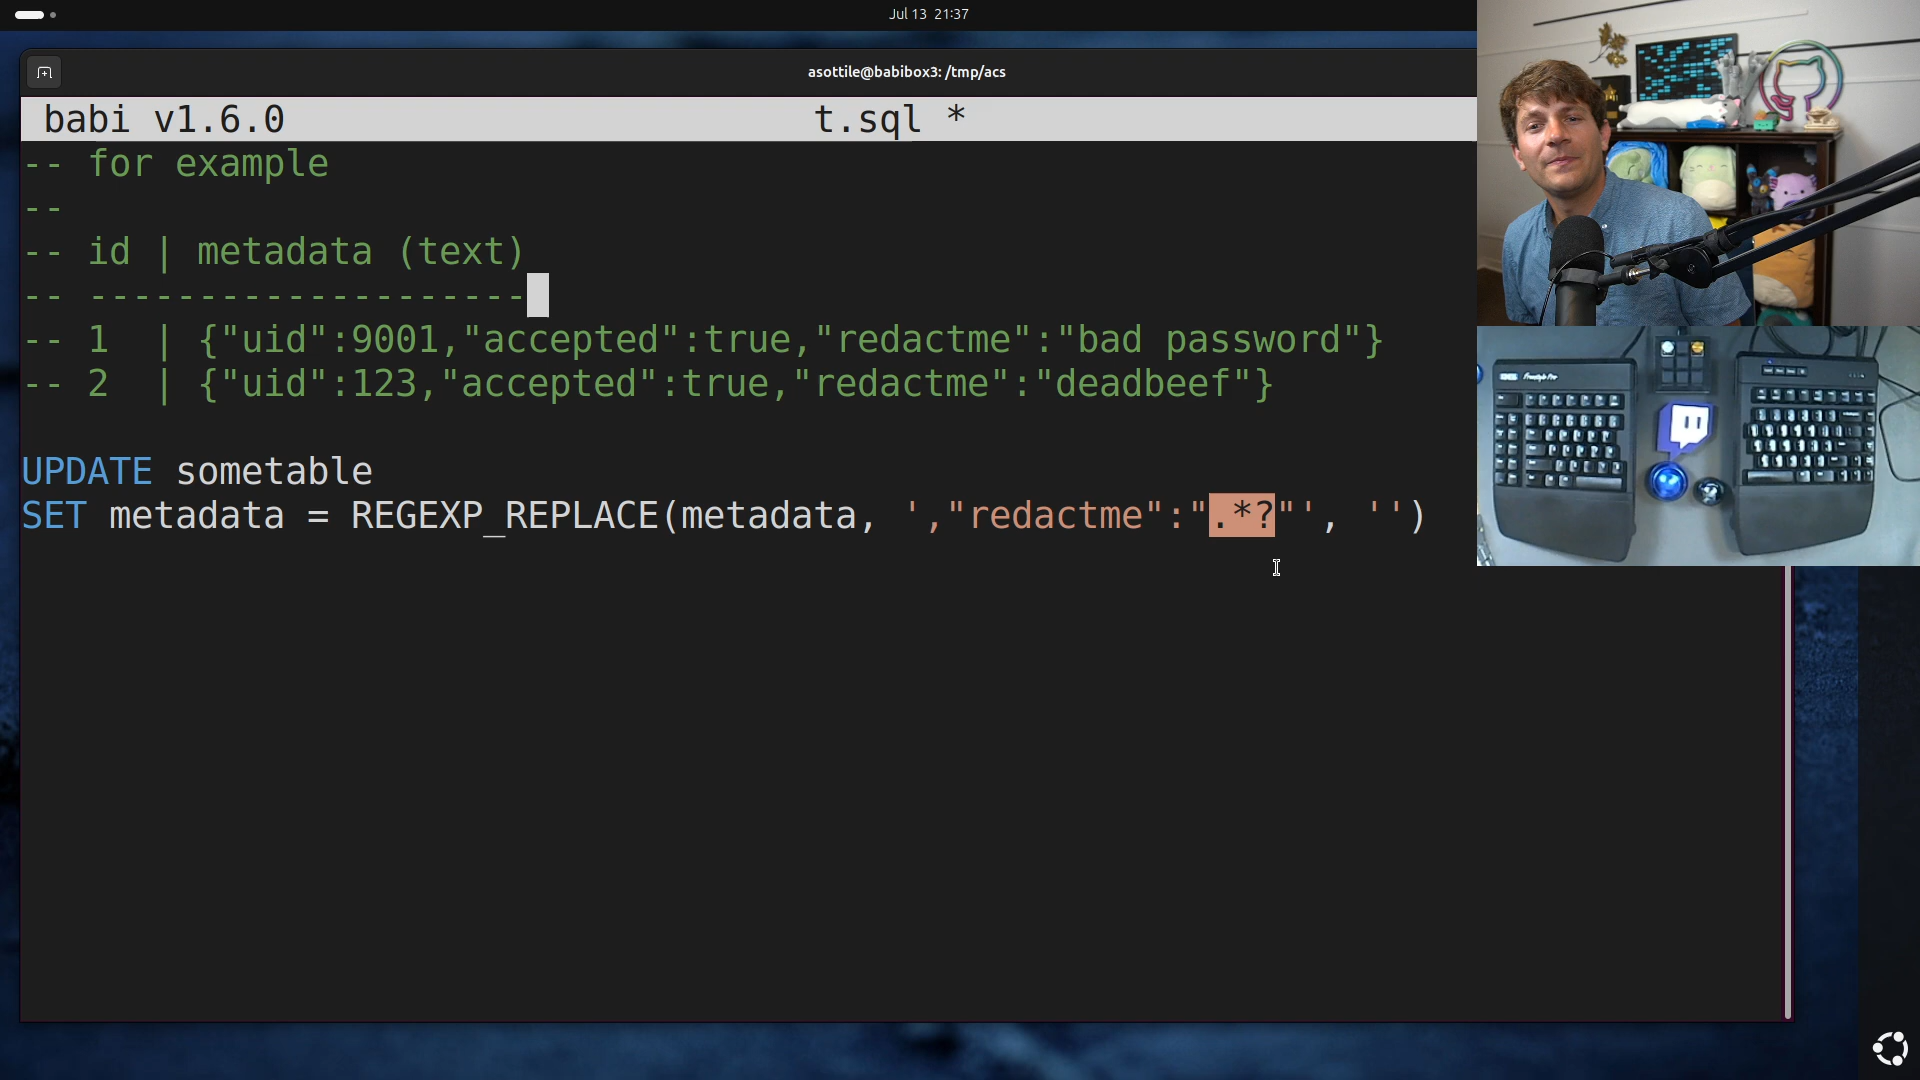 Jul 13 21:37
asottile@babibox3: /tmp/acs
babi v1.6.0 t.sql *
-- for example
--
-- id | metadata (text)
-- --------------------
-- 1  | {"uid":9001,"accepted":true,"redactme":"bad password"}
-- 2  | {"uid":123,"accepted":true,"redactme":"deadbeef"}
UPDATE sometable
SET metadata = REGEXP_REPLACE(metadata, ',"redactme":".*?"', '')
Freestyle Pro